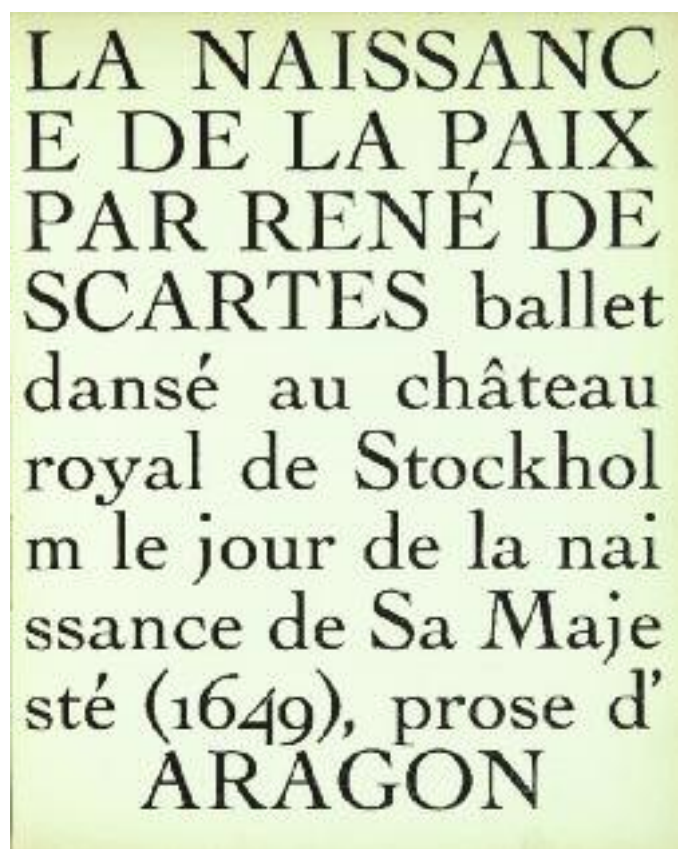 LA NAISSANC
E DE LA PAIX
PAR RENÉ DE
SCARTES ballet
dansé au château
royal de Stockhol
m le jour de la nai
ssance de Sa Maje
sté (1649), prose d'
ARAGON